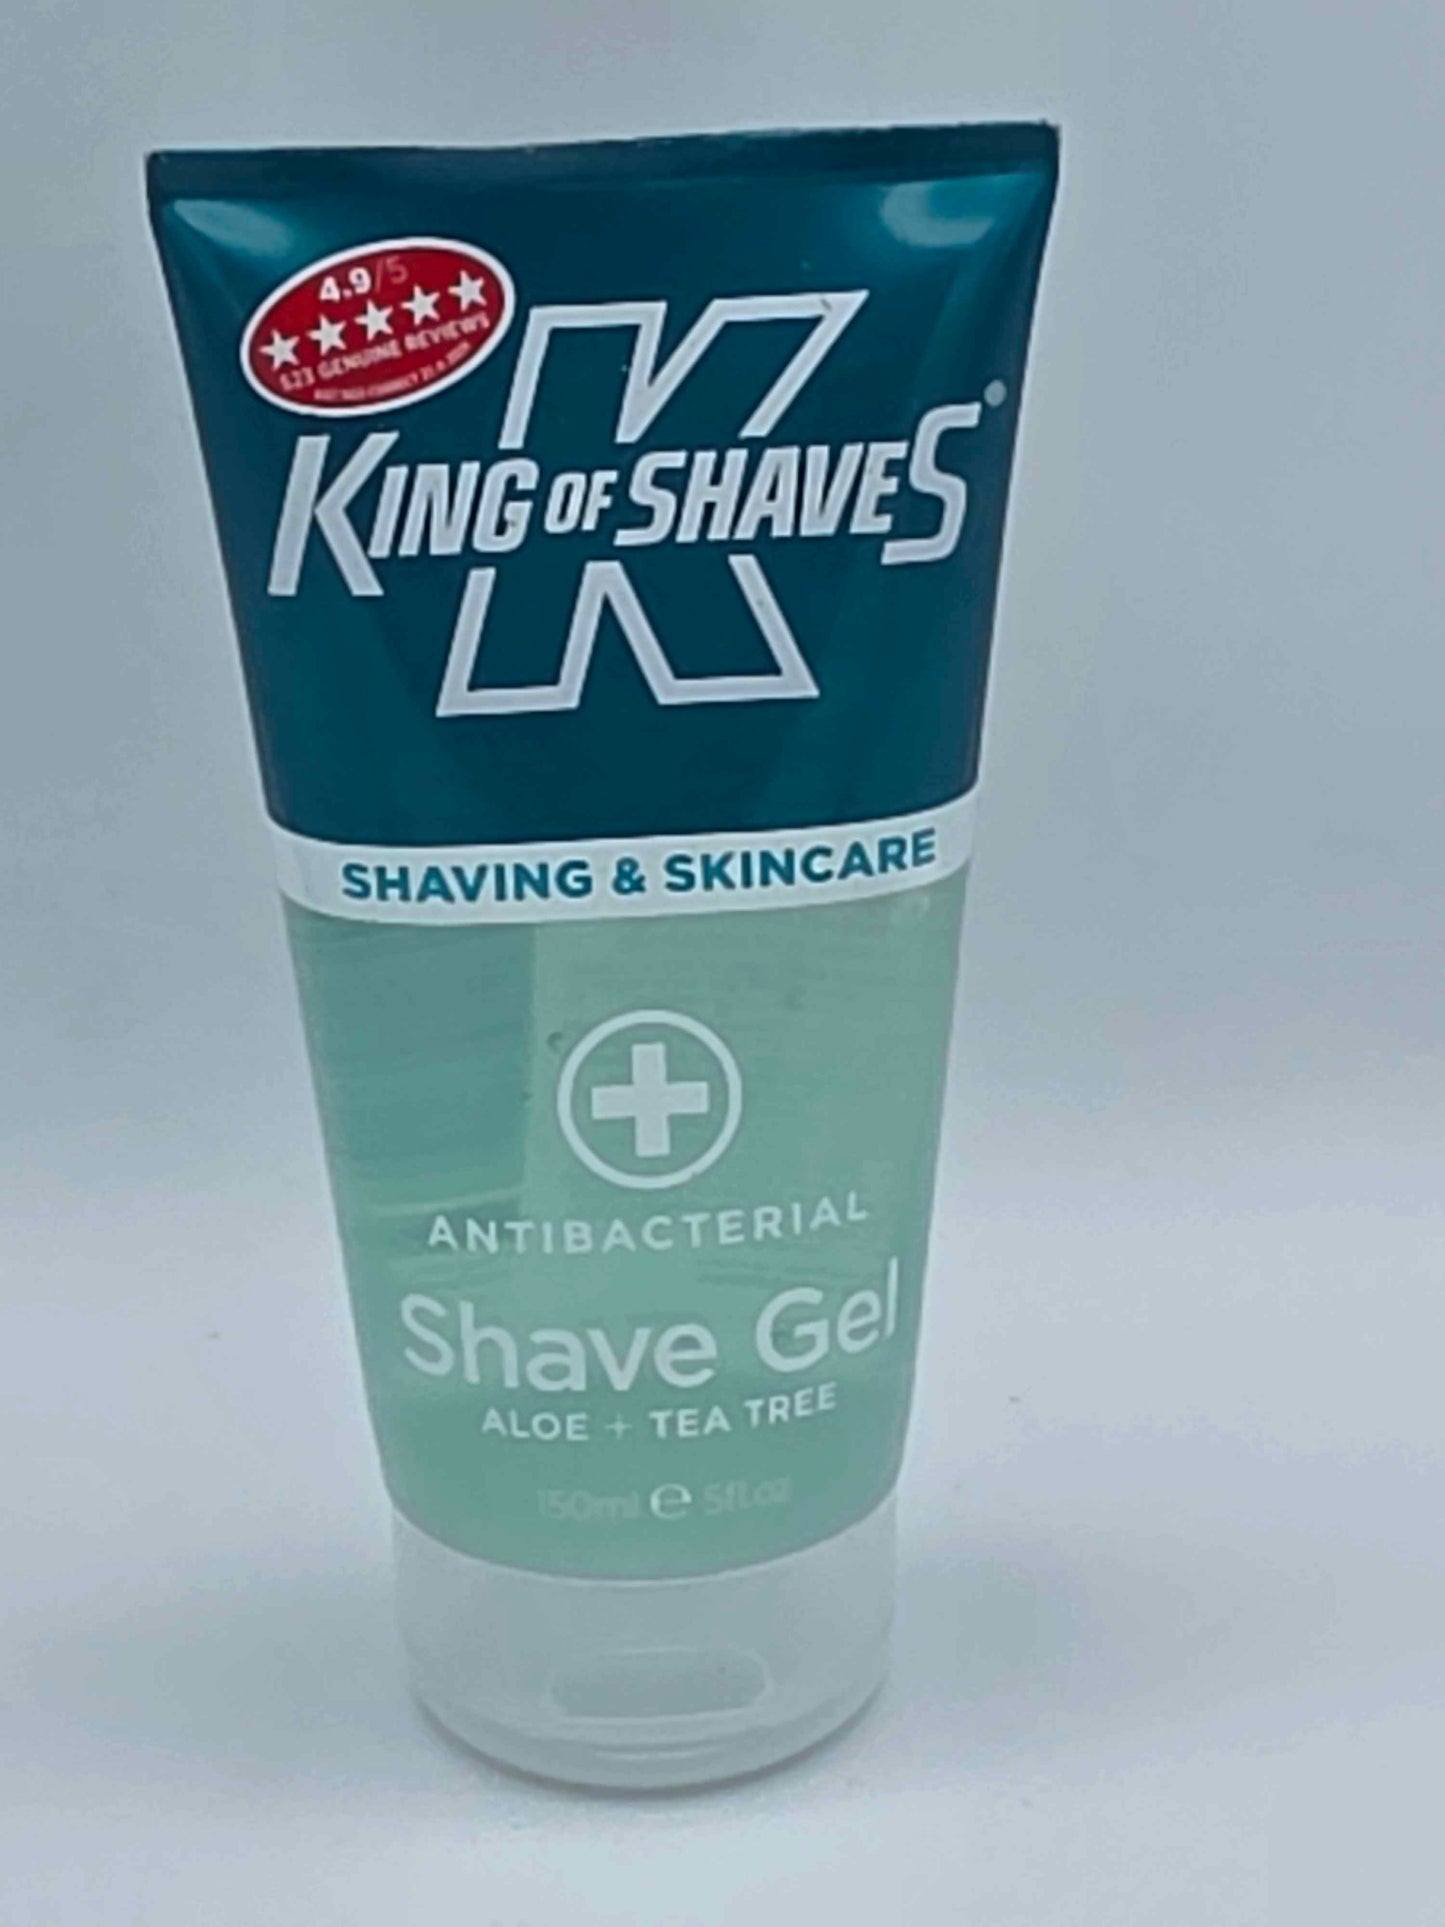 4.9/5
523 GENUINE REVIEWS
K
KING OF SHAVES
SHAVING & SKINCARE
ANTIBACTERIAL
Shave Gel
ALOE + TEA TREE
150ml ℮ 5fl.oz